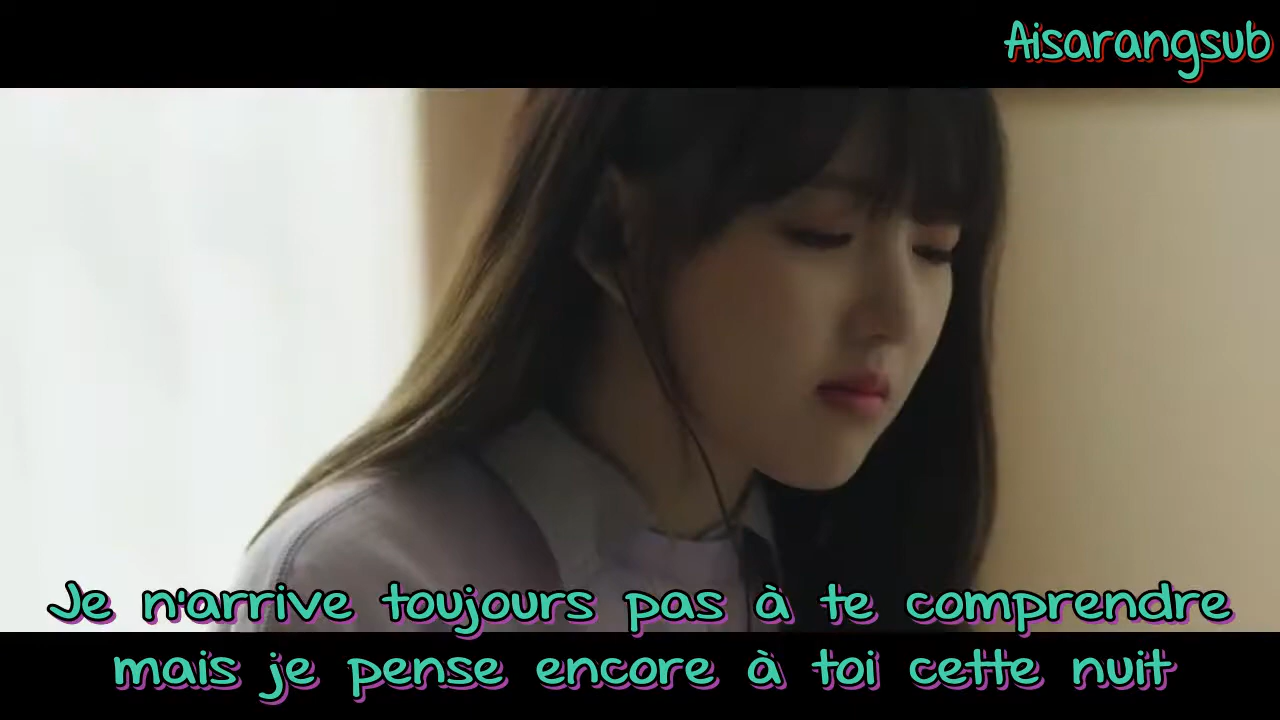 Aisarangsub
Je n'arrive toujours pas à te comprendre
mais je pense encore à toi cette nuit